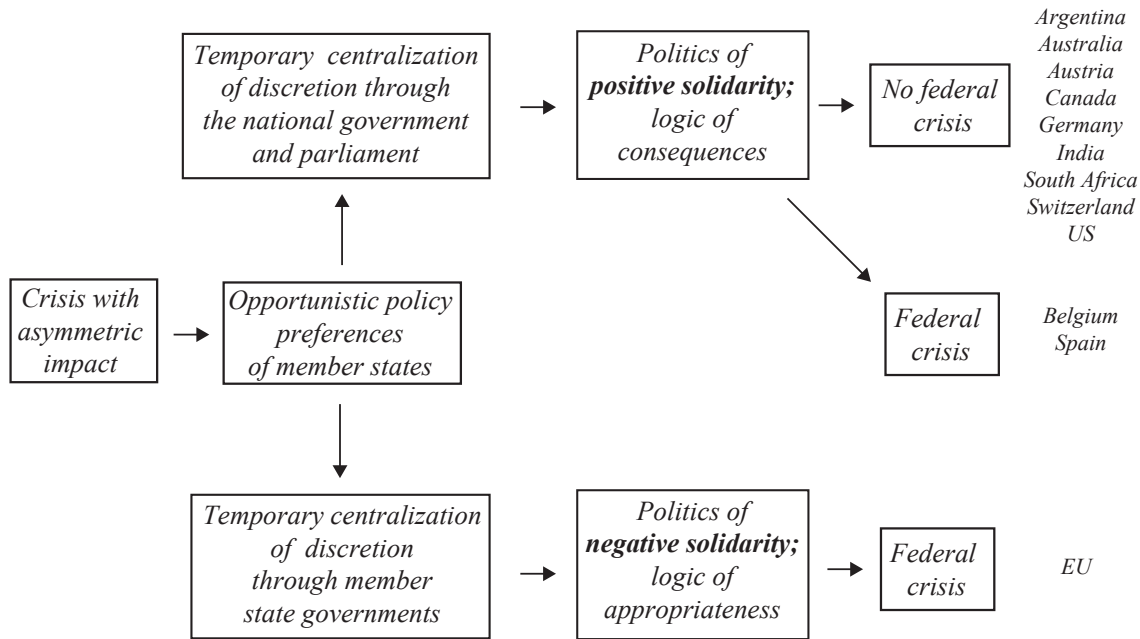 Temporary centralization
of discretion through
the national government
and parliament
Politics of
positive solidarity;
logic of
consequences
No federal
crisis
Argentina
Australia
Austria
Canada
Germany
India
South Africa
Switzerland
US
Crisis with
asymmetric
impact
Opportunistic policy
preferences
of member states
Federal
crisis
Belgium
Spain
Temporary centralization
of discretion
through member
state governments
Politics of
negative solidarity;
logic of
appropriateness
Federal
crisis
EU